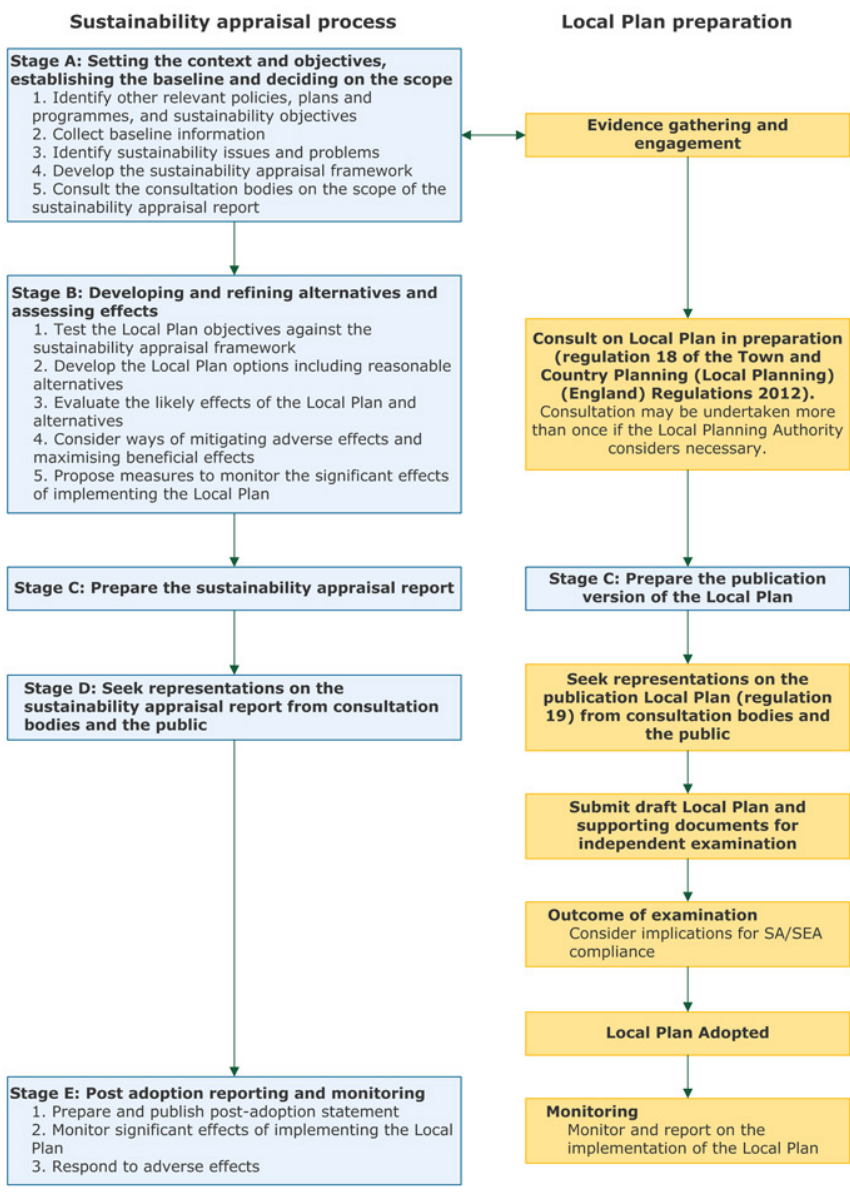 Sustainability appraisal process
Stage A: Setting the context and objectives,
establishing the baseline and deciding on the scope
1. Identify other relevant policies, plans and
programmes, and sustainability objectives
2. Collect baseline information
3. Identify sustainability issues and problems
4. Develop the sustainability appraisal framework
5. Consult the consultation bodies on the scope of the
sustainability appraisal report
Stage B: Developing and refining alternatives and
assessing effects
1. Test the Local Plan objectives against the
sustainability appraisal framework
2. Develop the Local Plan options including reasonable
alternatives
3. Evaluate the likely effects of the Local Plan and
alternatives
4. Consider ways of mitigating adverse effects and
maximising beneficial effects
5. Propose measures to monitor the significant effects
of implementing the Local Plan
Stage C: Prepare the sustainability appraisal report
Stage D: Seek representations on the
sustainability appraisal report from consultation
bodies and the public
Stage E: Post adoption reporting and monitoring
1. Prepare and publish post-adoption statement
2. Monitor significant effects of implementing the Local
Plan
3. Respond to adverse effects
Local Plan preparation
Evidence gathering and
engagement
Consult on Local Plan in preparation
(regulation 18 of the Town and
Country Planning (Local Planning)
(England) Regulations 2012).
Consultation may be undertaken more
than once if the Local Planning Authority
considers necessary.
Stage C: Prepare the publication
version of the Local Plan
Seek representations on the
publication Local Plan (regulation
19) from consultation bodies and
the public
Submit draft Local Plan and
supporting documents for
independent examination
Outcome of examination
Consider implications for SA/SEA
compliance
Local Plan Adopted
Monitoring
Monitor and report on the
implementation of the Local Plan